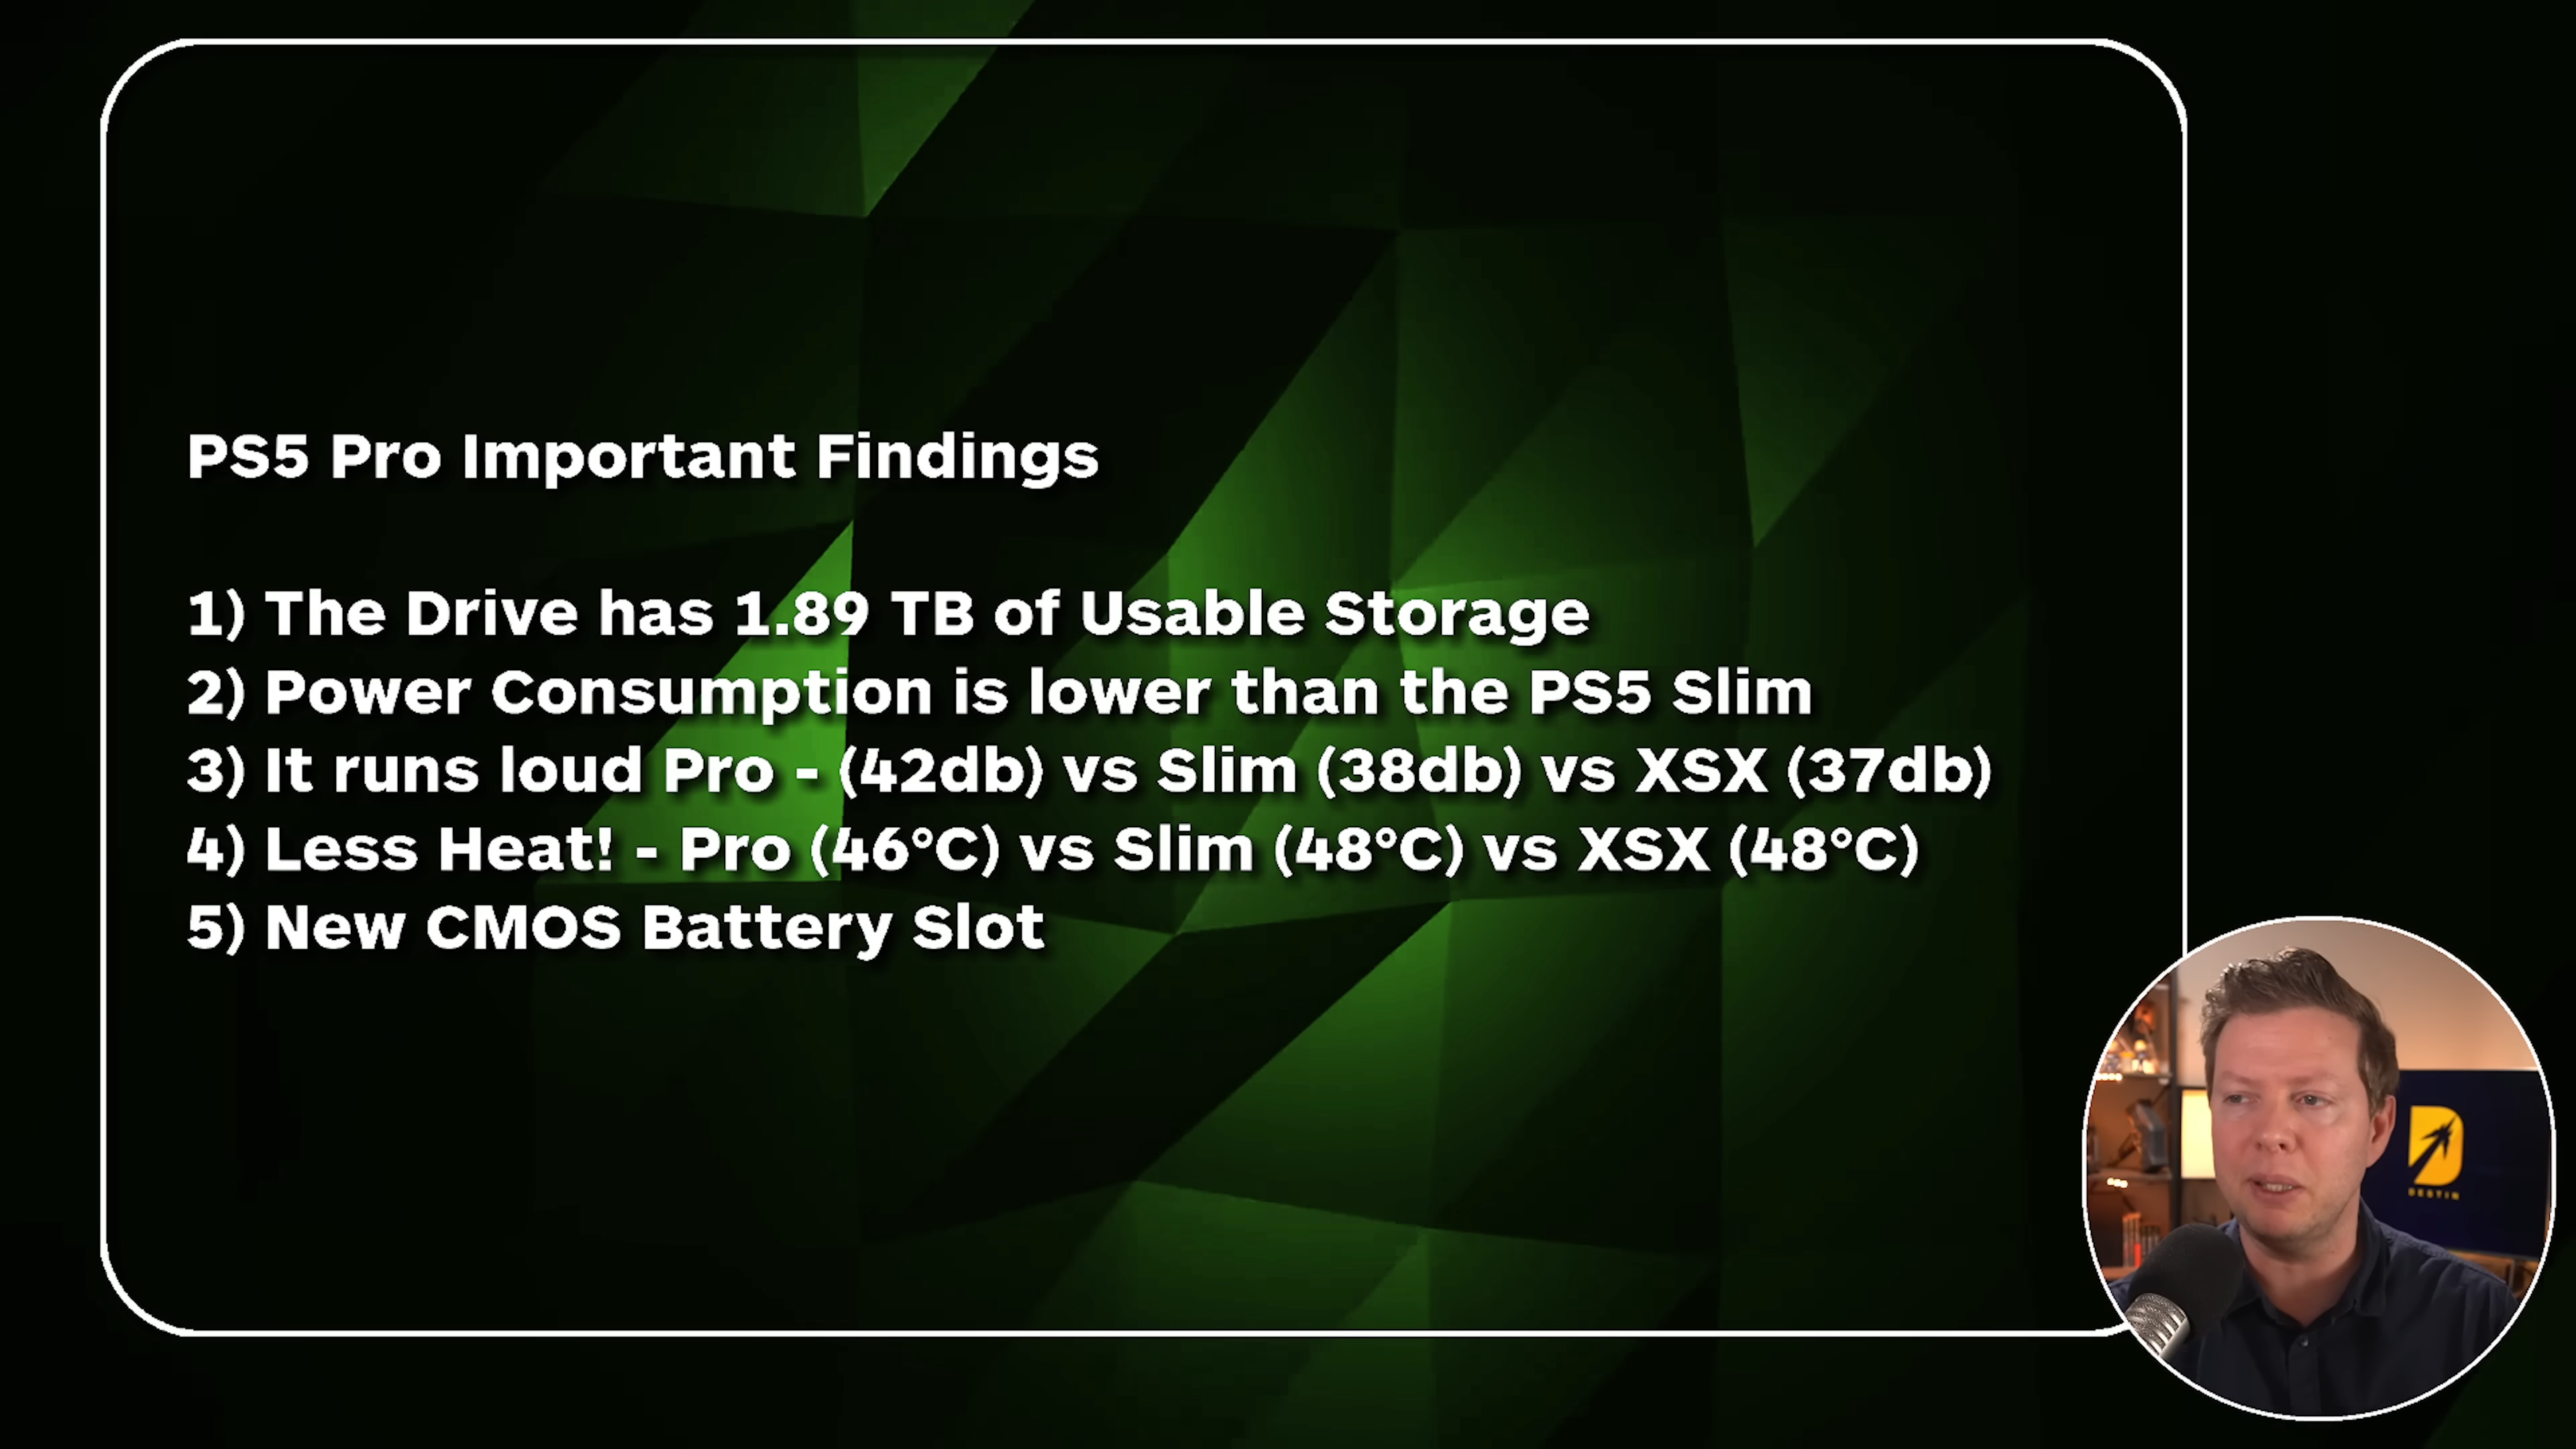 PS5 Pro Important Findings
1) The Drive has 1.89 TB of Usable Storage
2) Power Consumption is lower than the PS5 Slim
3) It runs loud Pro - (42db) vs Slim (38db) vs XSX (37db)
4) Less Heat! - Pro (46°C) vs Slim (48°C) vs XSX (48°C)
5) New CMOS Battery Slot
D
DESTIN